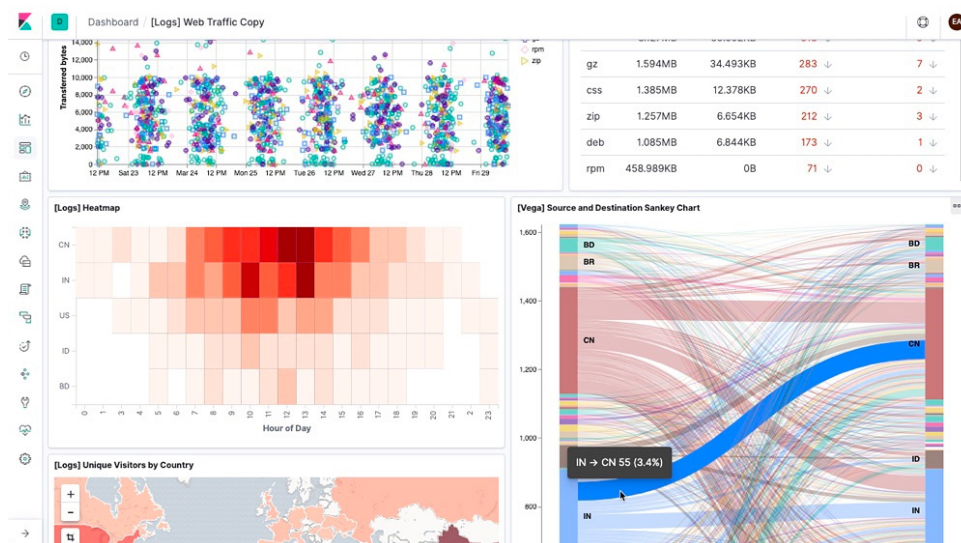 D Dashboard / [Logs] Web Traffic Copy EA
Transferred bytes
14,000
12,000
10,000
8,000
6,000
4,000
2,000
0
12 PM Sat 23 12 PM Mar 24 12 PM Mon 25 12 PM Tue 26 12 PM Wed 27 12 PM Thu 28 12 PM Fri 29
gz
rpm
zip
gz 1.594MB 34.493KB 283 ↓ 7 ↓
css 1.385MB 12.378KB 270 ↓ 2 ↓
zip 1.257MB 6.654KB 212 ↓ 3 ↓
deb 1.085MB 6.844KB 173 ↓ 1 ↓
rpm 458.989KB 0B 71 ↓ 0 ↓
[Logs] Heatmap
CN
IN
US
ID
BD
0 1 3 4 5 6 7 8 9 10 11 12 13 14 15 16 17 18 19 20 21 2 23
Hour of Day
[Vega] Source and Destination Sankey Chart
1,600
1,400
1,200
1,000
800
BD
BR
CN
IN
BD
BR
CN
ID
IN
IN → CN 55 (3.4%)
[Logs] Unique Visitors by Country
+
−